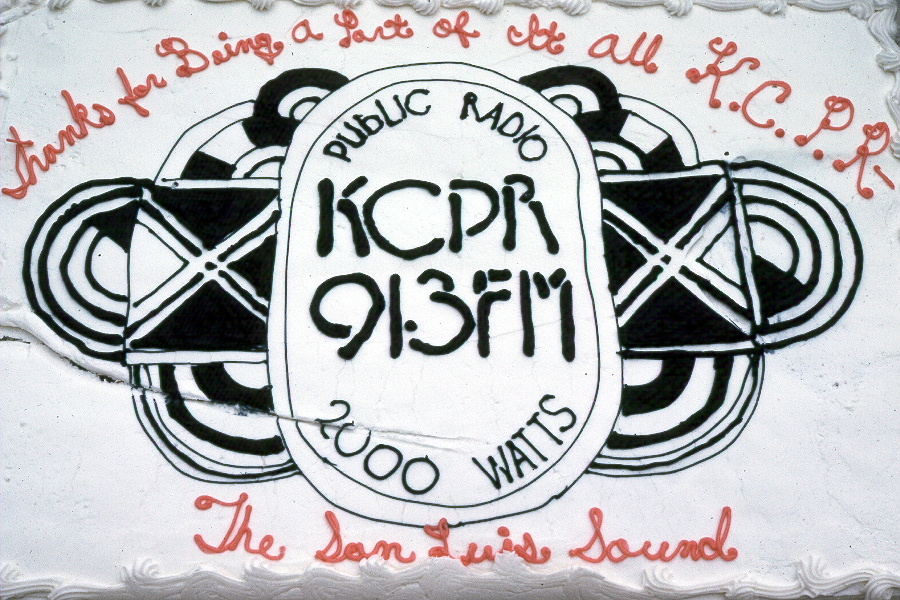 Thanks for Being a Part of It All K.C.P.R-
PUBLIC RADIO
KCPR
91.3FM
2000 WATTS
The San Luis Sound